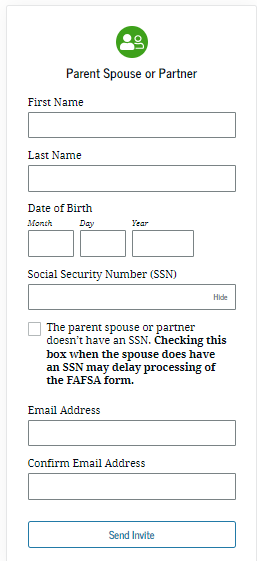 Parent Spouse or Partner
First Name
Last Name
Date of Birth
Month Day Year
Social Security Number (SSN)
Hide
The parent spouse or partner
doesn't have an SSN. Checking this
box when the spouse does have
an SSN may delay processing of
the FAFSA form.
Email Address
Confirm Email Address
Send Invite